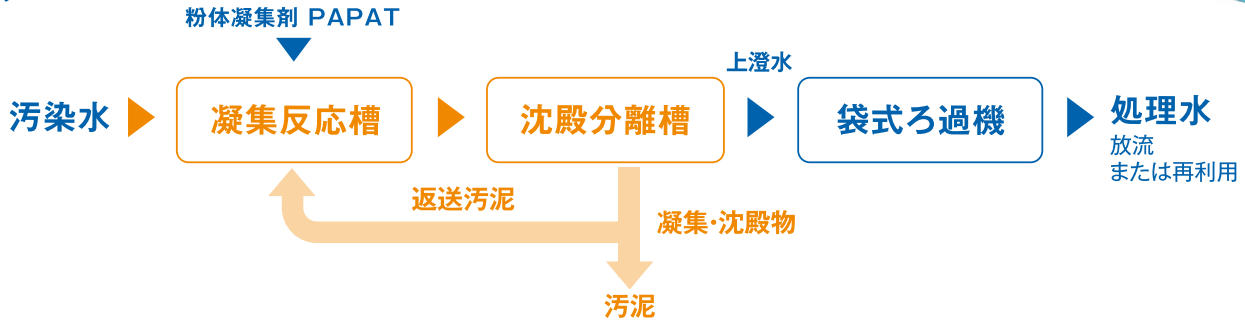 粉体凝集剤 PAPAT
汚染水
凝集反応槽
沈殿分離槽
上澄水
袋式ろ過機
処理水
放流
または再利用
返送汚泥
凝集・沈殿物
汚泥